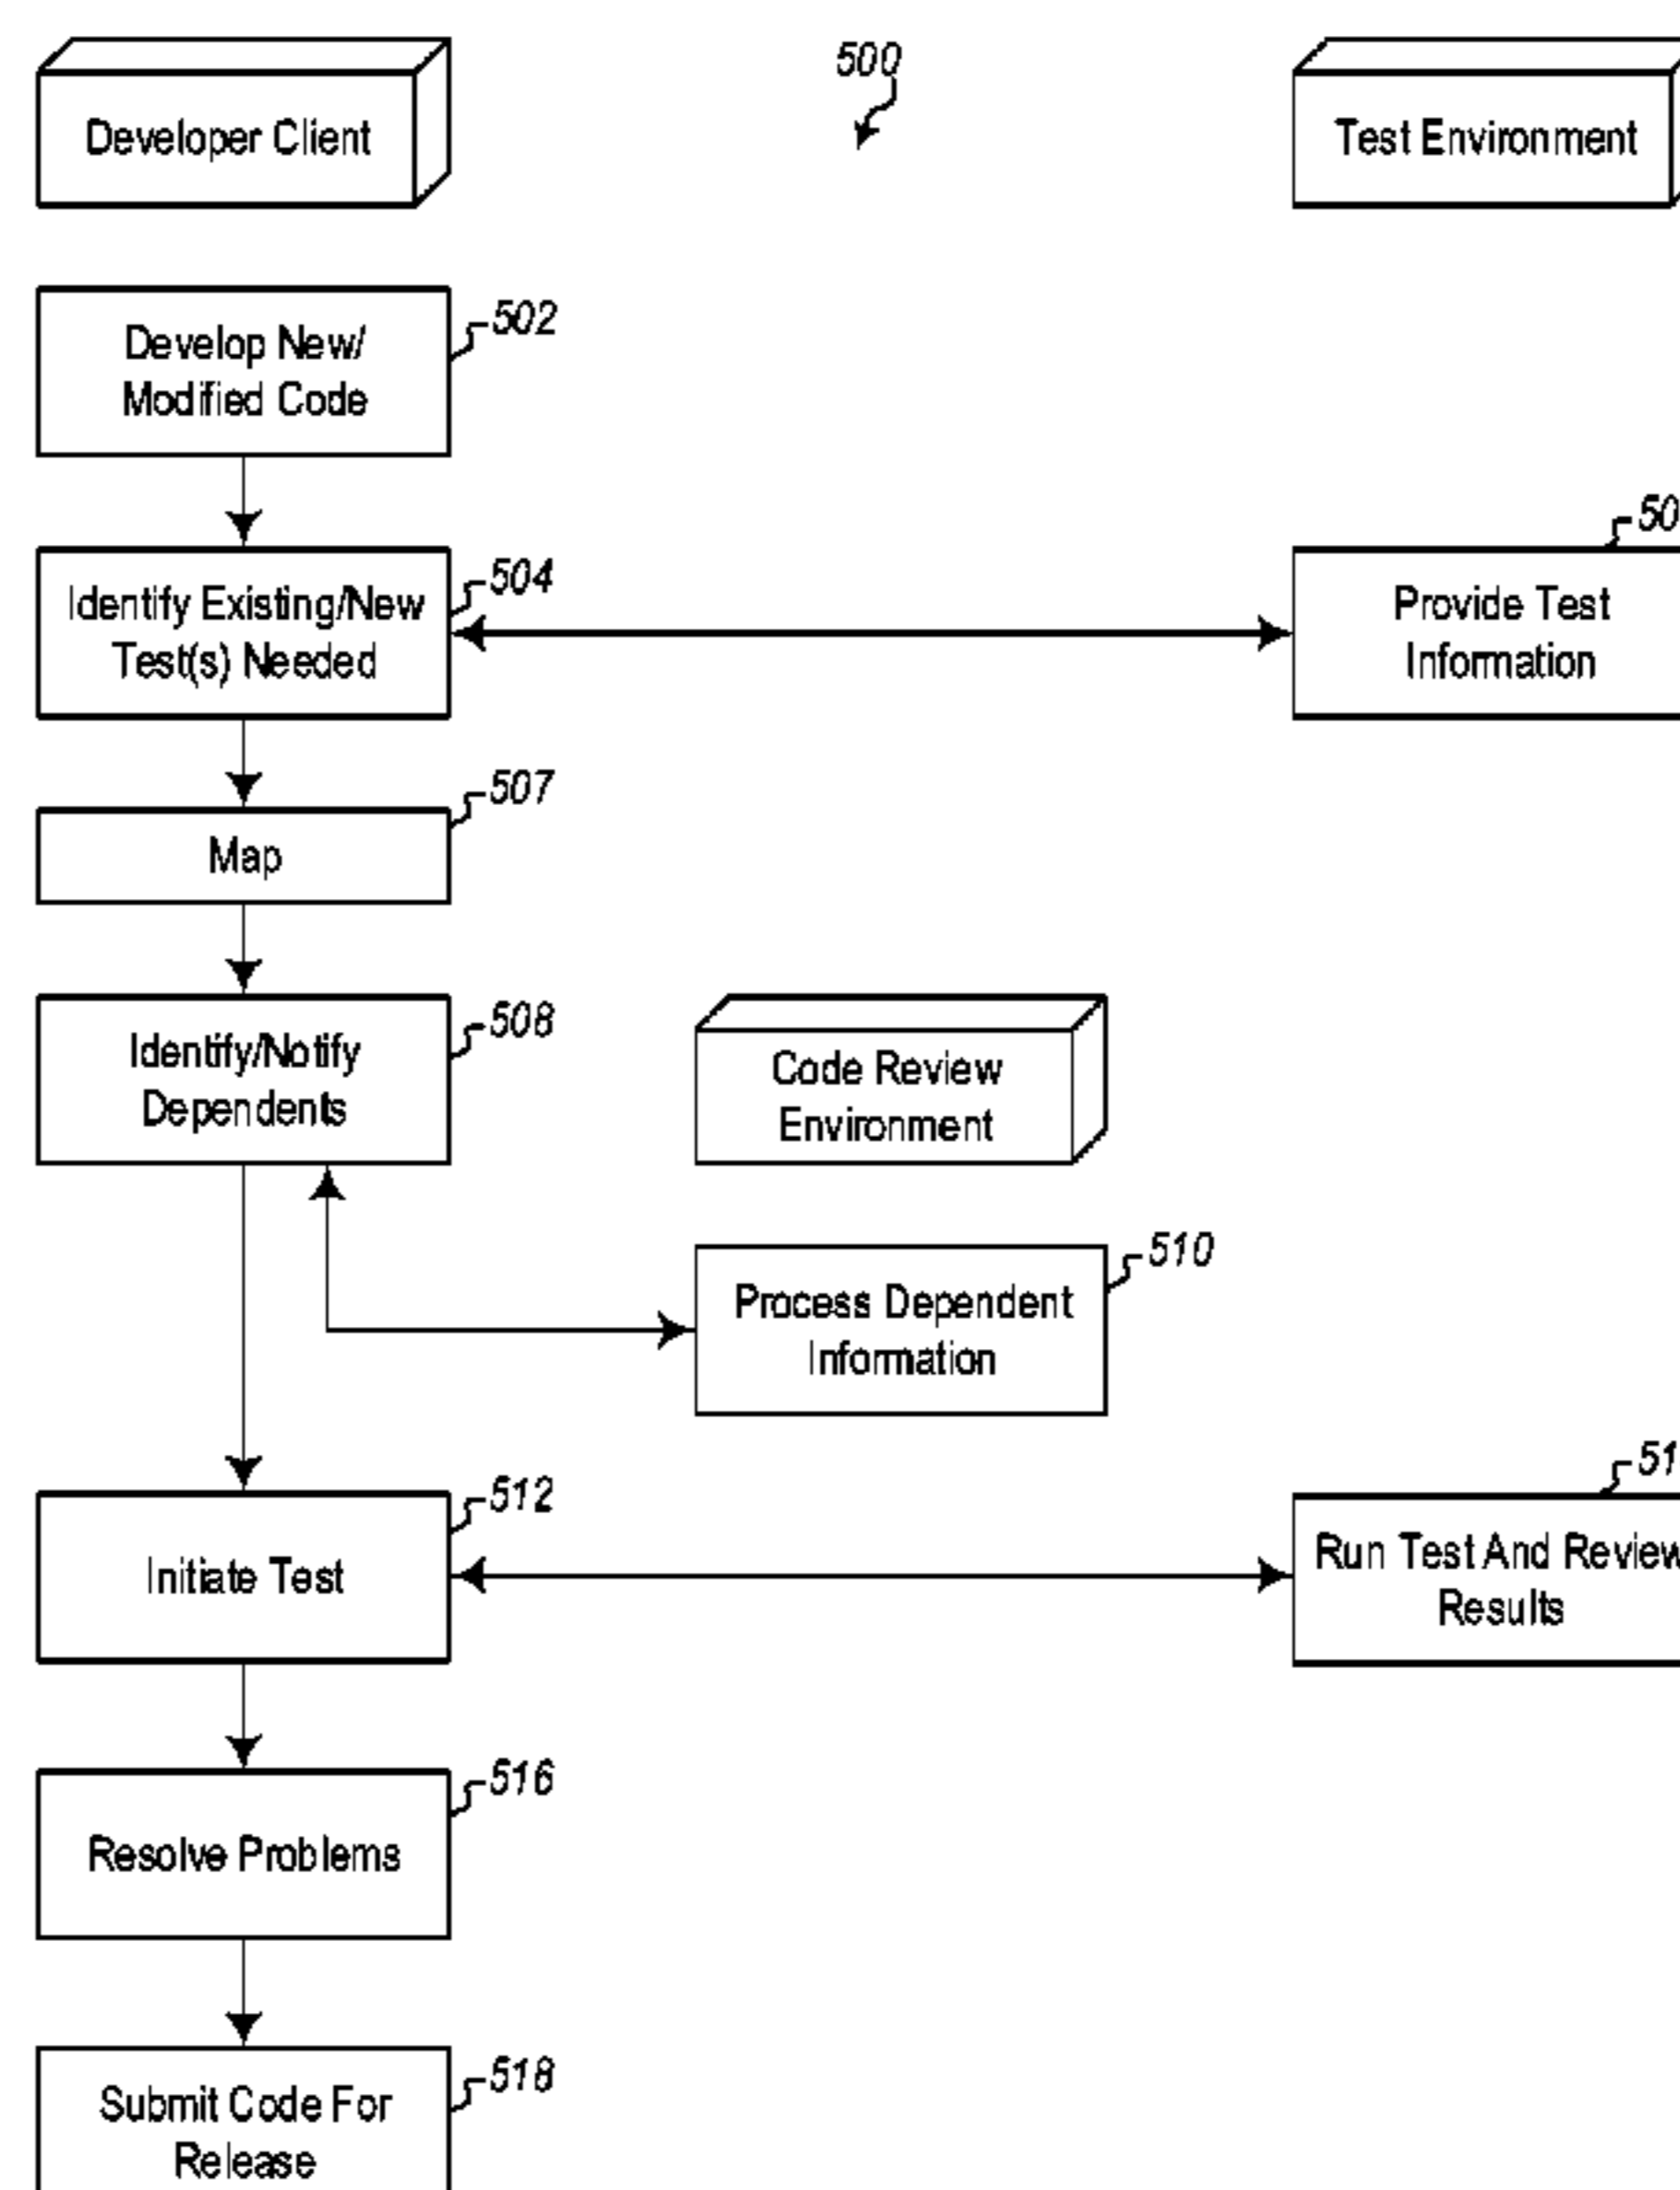 Developer Client
500
Test Environment
Develop New/
Modified Code
502
Identify Existing/New
Test(s) Needed
504
Provide Test
Information
Map
507
Identify/Notify
Dependents
508
Code Review
Environment
Process Dependent
Information
510
Initiate Test
512
Run Test And Review
Results
Resolve Problems
516
Submit Code For
Release
518